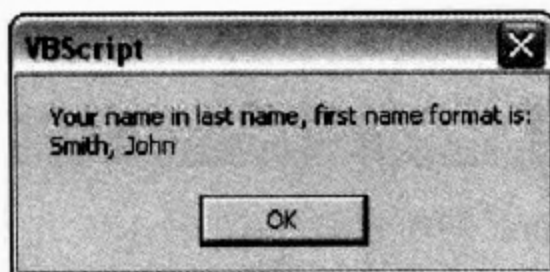 VBScript
Your name in last name, first name format is:
Smith, John
OK